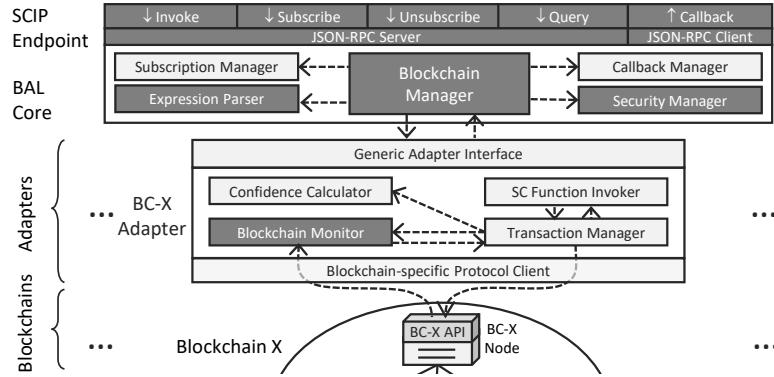 SCIP Endpoint
↓ Invoke ↓ Subscribe ↓ Unsubscribe ↓ Query ↑ Callback
JSON-RPC Server JSON-RPC Client
BAL Core
Subscription Manager Blockchain Manager Callback Manager
Expression Parser Security Manager
Adapters
Generic Adapter Interface
... BC-X Adapter ...
Confidence Calculator SC Function Invoker
Blockchain Monitor Transaction Manager
Blockchain-specific Protocol Client
Blockchains
... Blockchain X BC-X API BC-X Node ...